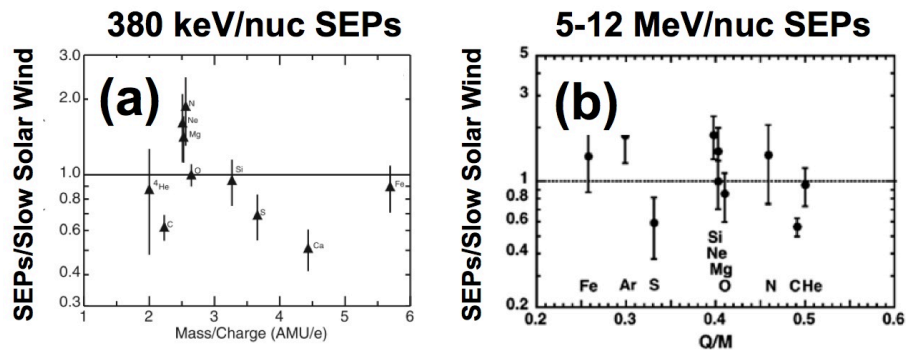 380 keV/nuc SEPs
SEPs/Slow Solar Wind
3.0
2.0
1.0
0.8
0.6
0.4
0.3
(a)
N
Ne
Mg
O
Si
4He
C
S
Fe
Ca
1 2 3 4 5 6
Mass/Charge (AMU/e)
5-12 MeV/nuc SEPs
SEPs/Slow Solar Wind
5
3
1
0.8
0.6
0.4
0.2
(b)
Si
Ne
Mg
Fe Ar S O N C He
0.2 0.3 0.4 0.5 0.6
Q/M